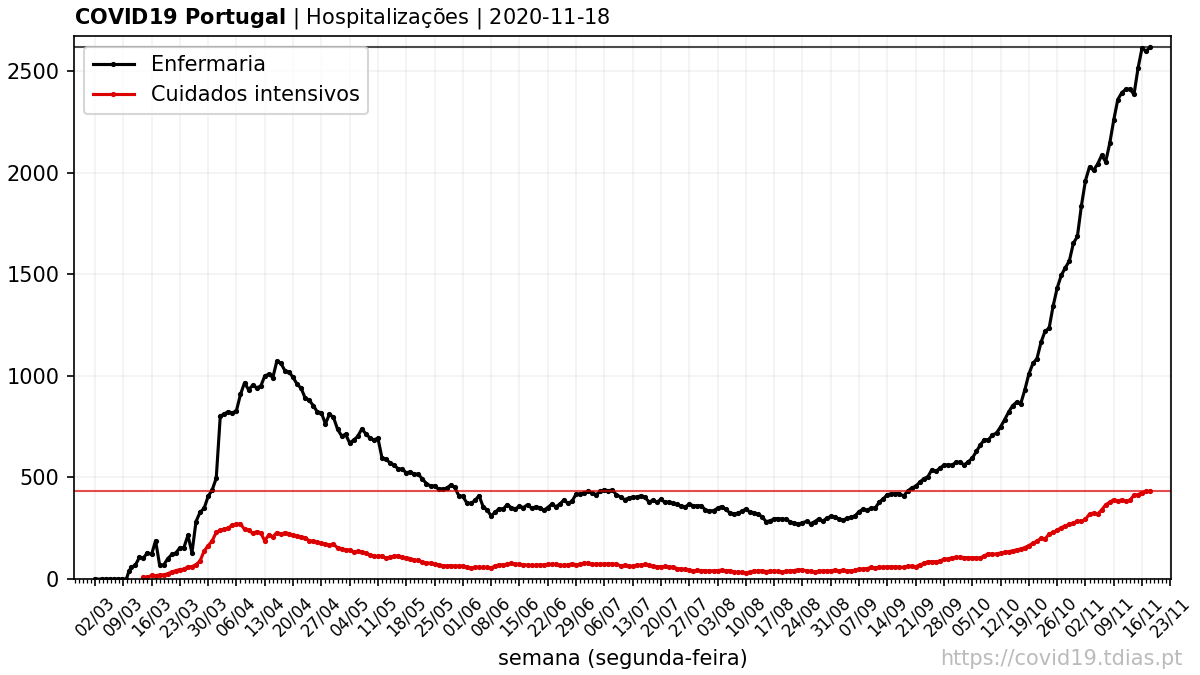 COVID19 Portugal | Hospitalizações | 2020-11-18
Enfermaria
Cuidados intensivos
2500
2000
1500
1000
500
0
02/03 09/03 16/03 23/03 30/03 06/04 13/04 20/04 27/04 04/05 11/05 18/05 25/05 01/06 08/06 15/06 22/06 29/06 06/07 13/07 20/07 27/07 03/08 10/08 17/08 24/08 31/08 07/09 14/09 21/09 28/09 05/10 12/10 19/10 26/10 02/11 09/11 16/11 23/11
semana (segunda-feira)
https://covid19.tdias.pt